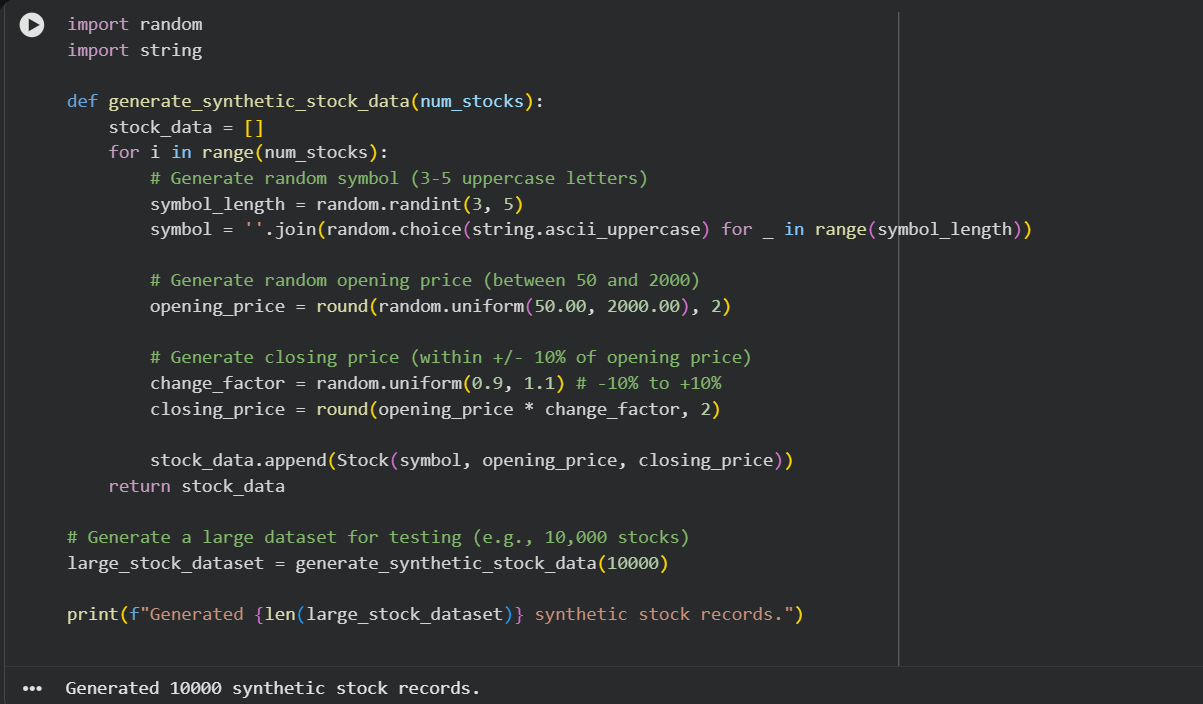 import random
import string
def generate_synthetic_stock_data(num_stocks):
    stock_data = []
    for i in range(num_stocks):
        # Generate random symbol (3-5 uppercase letters)
        symbol_length = random.randint(3, 5)
        symbol = ''.join(random.choice(string.ascii_uppercase) for _ in range(symbol_length))
        # Generate random opening price (between 50 and 2000)
        opening_price = round(random.uniform(50.00, 2000.00), 2)
        # Generate closing price (within +/- 10% of opening price)
        change_factor = random.uniform(0.9, 1.1) # -10% to +10%
        closing_price = round(opening_price * change_factor, 2)
        stock_data.append(Stock(symbol, opening_price, closing_price))
    return stock_data
# Generate a large dataset for testing (e.g., 10,000 stocks)
large_stock_dataset = generate_synthetic_stock_data(10000)
print(f"Generated {len(large_stock_dataset)} synthetic stock records.")
Generated 10000 synthetic stock records.